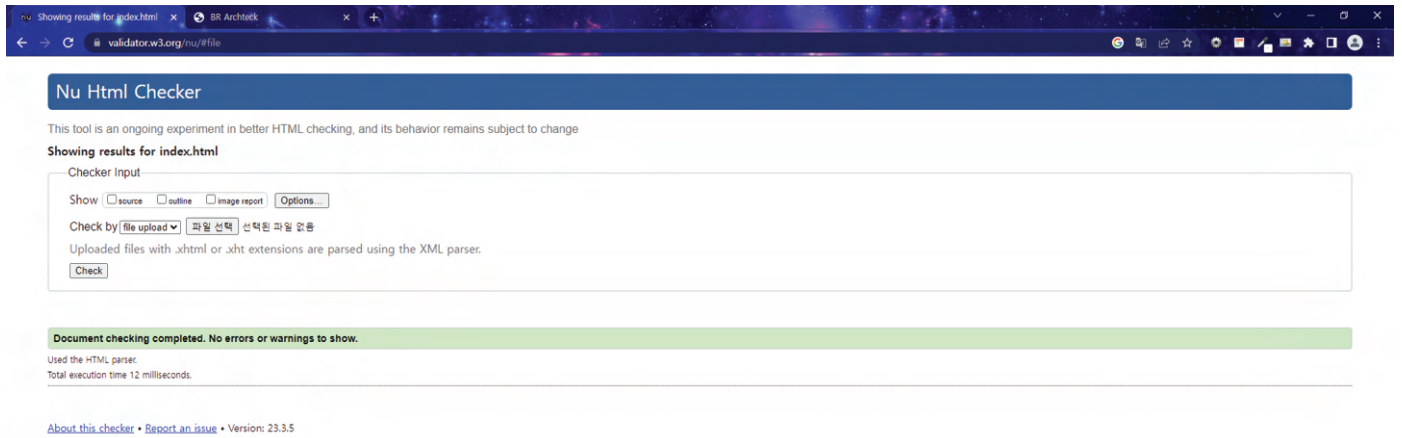 nu Showing results for index.html × BR Archteck × +
validator.w3.org/nu/#file
Nu Html Checker
This tool is an ongoing experiment in better HTML checking, and its behavior remains subject to change
Showing results for index.html
Checker Input
Show source outline image report Options...
Check by file upload 파일 선택 선택된 파일 없음
Uploaded files with .xhtml or .xht extensions are parsed using the XML parser.
Check
Document checking completed. No errors or warnings to show.
Used the HTML parser.
Total execution time 12 milliseconds.
About this checker • Report an issue • Version: 23.3.5